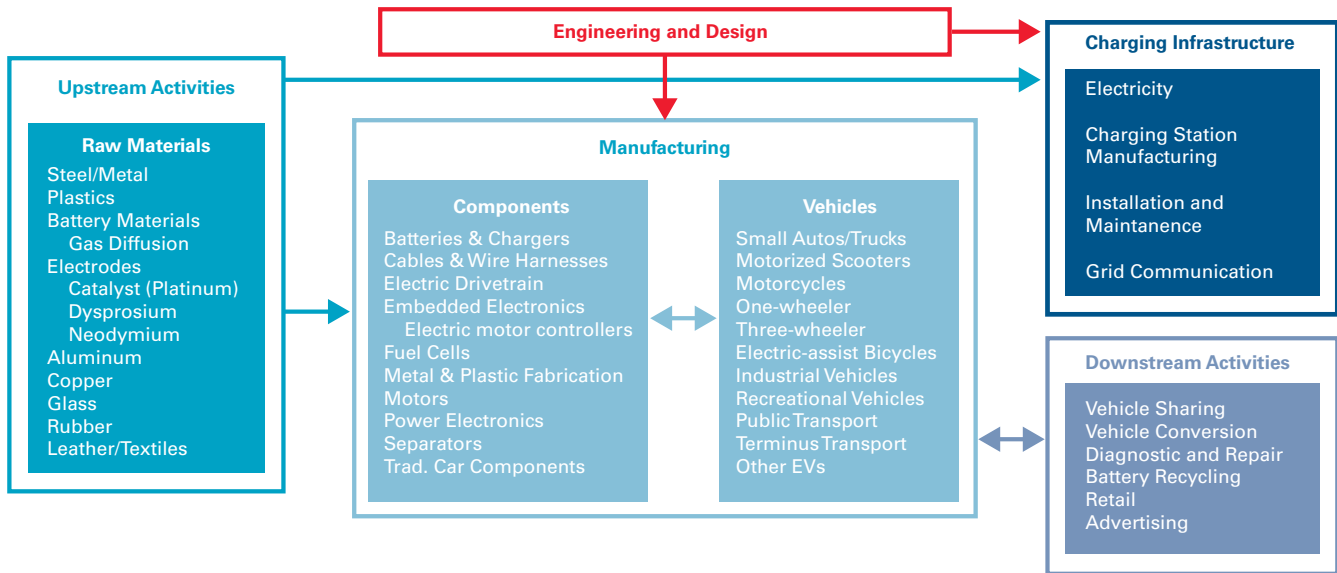 Engineering and Design
Upstream Activities
Raw Materials
Steel/Metal
Plastics
Battery Materials
Gas Diffusion
Electrodes
Catalyst (Platinum)
Dysprosium
Neodymium
Aluminum
Copper
Glass
Rubber
Leather/Textiles
Manufacturing
Components
Batteries & Chargers
Cables & Wire Harnesses
Electric Drivetrain
Embedded Electronics
Electric motor controllers
Fuel Cells
Metal & Plastic Fabrication
Motors
Power Electronics
Separators
Trad. Car Components
Vehicles
Small Autos/Trucks
Motorized Scooters
Motorcycles
One-wheeler
Three-wheeler
Electric-assist Bicycles
Industrial Vehicles
Recreational Vehicles
Public Transport
Terminus Transport
Other EVs
Charging Infrastructure
Electricity
Charging Station
Manufacturing
Installation and
Maintanence
Grid Communication
Downstream Activities
Vehicle Sharing
Vehicle Conversion
Diagnostic and Repair
Battery Recycling
Retail
Advertising